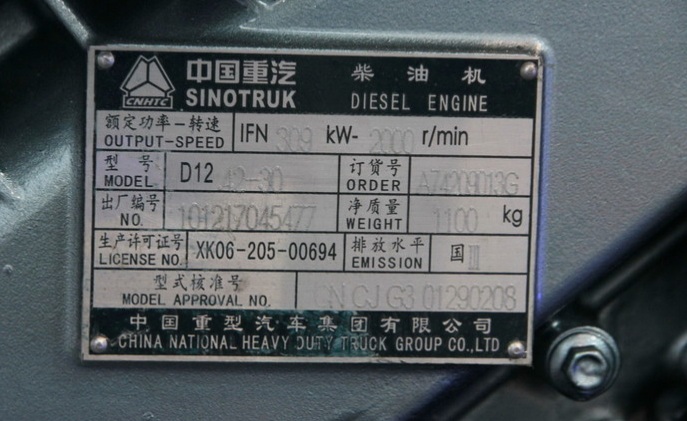 中国重汽 柴油机
CNHTC SINOTRUK DIESEL ENGINE
额定功率-转速
OUTPUT-SPEED IFN 309 kW- 2000 r/min
型号 D12 42-30 订货号
MODEL ORDER A74209013G
出厂编号 净质量
NO. 101217045477 WEIGHT 1100 kg
生产许可证号 XK06-205-00694 排放水平 国III
LICENSE NO. EMISSION
型式核准号
MODEL APPROVAL NO. CN CJ G3 01290208
中国重型汽车集团有限公司
CHINA NATIONAL HEAVY DUTY TRUCK GROUP CO.,LTD